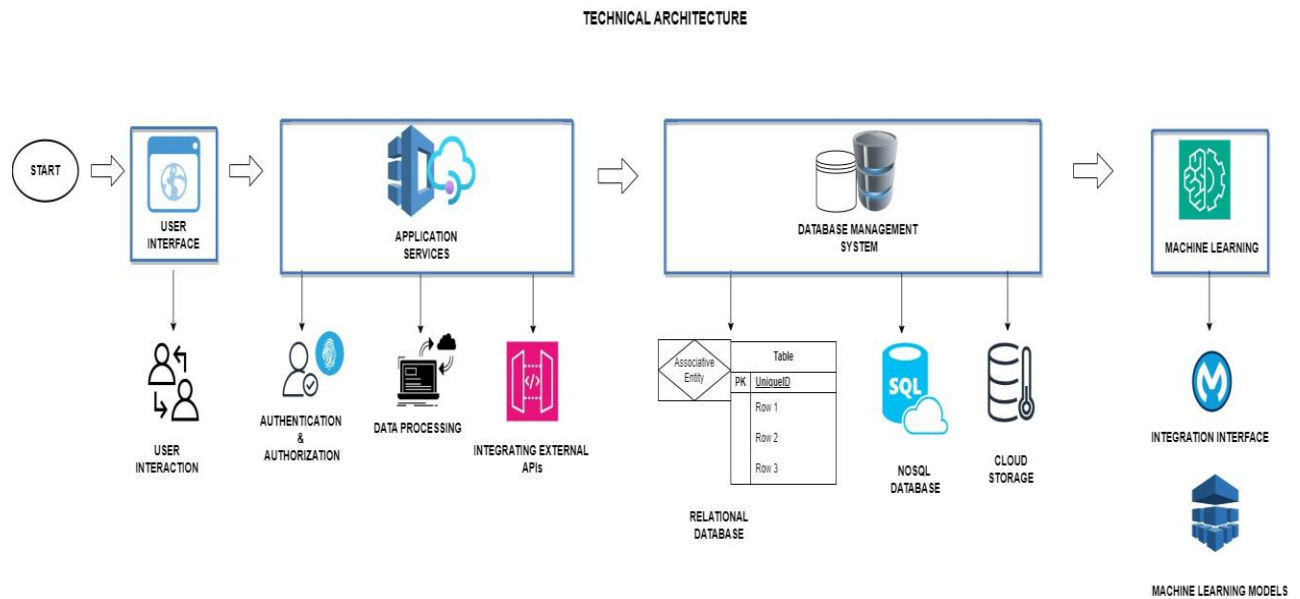 TECHNICAL ARCHITECTURE
START
USER
INTERFACE
APPLICATION
SERVICES
DATABASE MANAGEMENT
SYSTEM
MACHINE LEARNING
USER
INTERACTION
AUTHENTICATION
&
AUTHORIZATION
DATA PROCESSING
</>
INTEGRATING EXTERNAL
APIs
Associative
Entity
Table
PK UniqueID
Row 1
Row 2
Row 3
RELATIONAL
DATABASE
SQL
NOSQL
DATABASE
CLOUD
STORAGE
INTEGRATION INTERFACE
MACHINE LEARNING MODELS